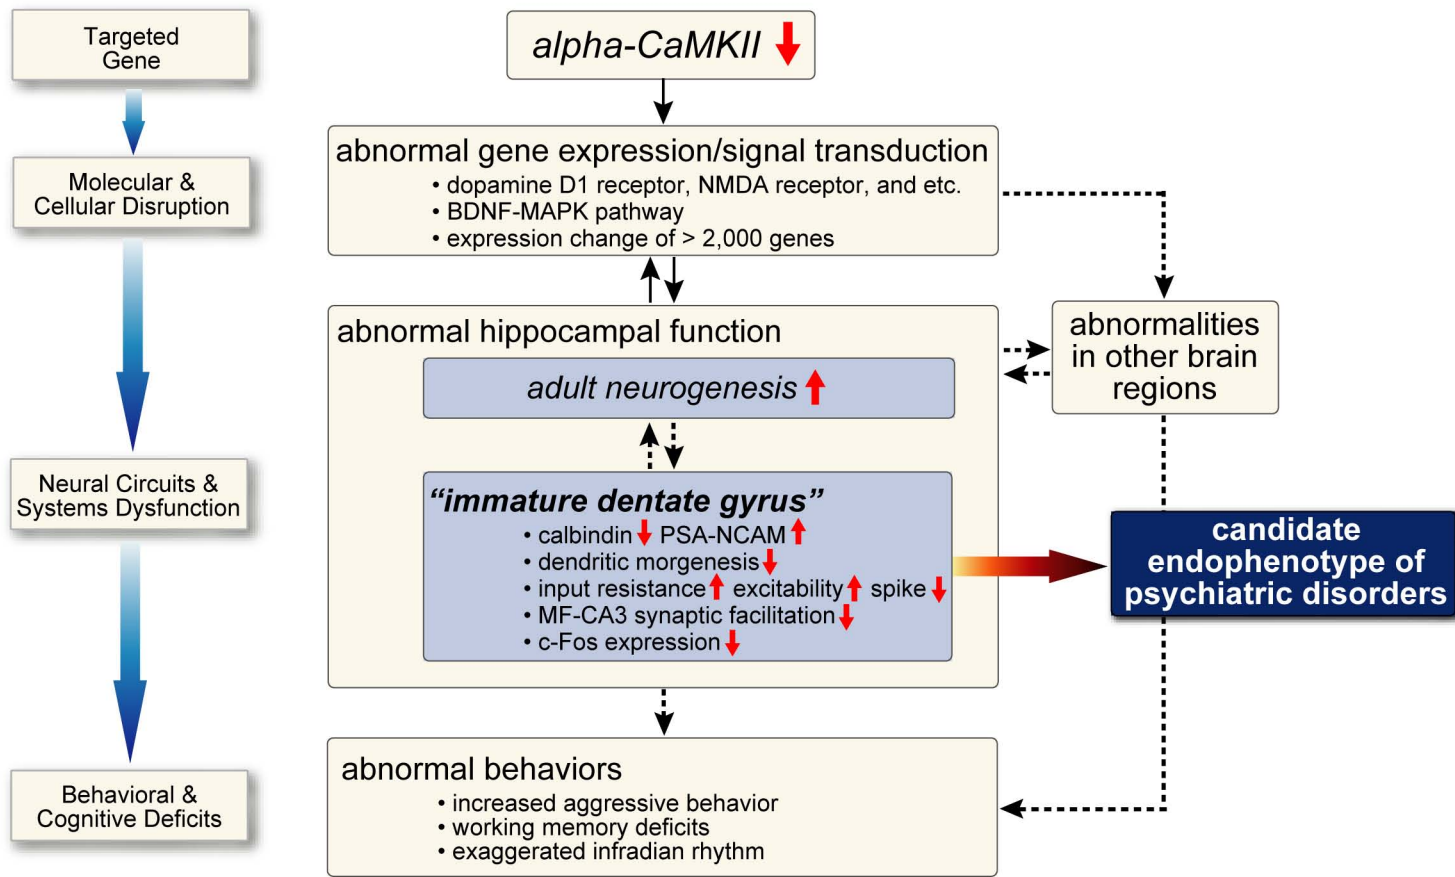 Targeted
Gene
Molecular &
Cellular Disruption
Neural Circuits &
Systems Dysfunction
Behavioral &
Cognitive Deficits
alpha-CaMKII
abnormal gene expression/signal transduction
• dopamine D1 receptor, NMDA receptor, and etc.
• BDNF-MAPK pathway
• expression change of > 2,000 genes
abnormal hippocampal function
adult neurogenesis
“immature dentate gyrus”
• calbindin PSA-NCAM
• dendritic morgenesis
• input resistance excitability spike
• MF-CA3 synaptic facilitation
• c-Fos expression
abnormalities
in other brain
regions
candidate
endophenotype of
psychiatric disorders
abnormal behaviors
• increased aggressive behavior
• working memory deficits
• exaggerated infradian rhythm